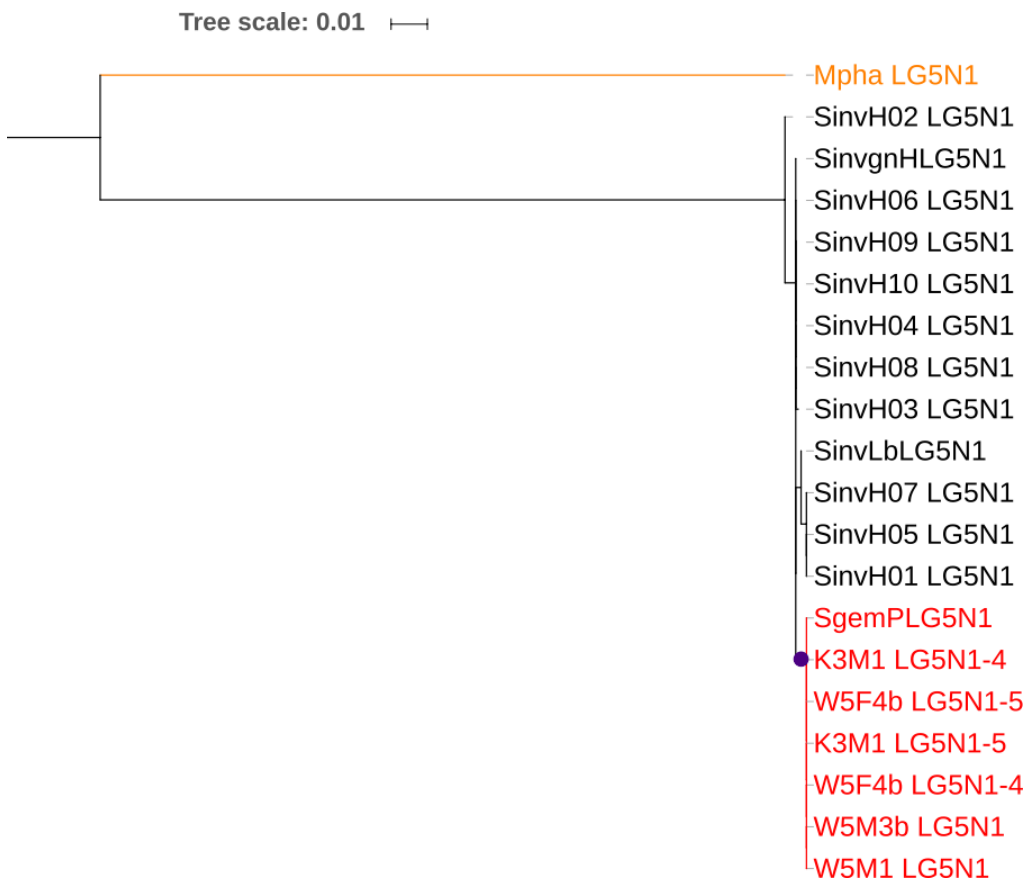 Tree scale: 0.01
Mpha LG5N1
SinvH02 LG5N1
SinvgnHLG5N1
SinvH06 LG5N1
SinvH09 LG5N1
SinvH10 LG5N1
SinvH04 LG5N1
SinvH08 LG5N1
SinvH03 LG5N1
SinvLbLG5N1
SinvH07 LG5N1
SinvH05 LG5N1
SinvH01 LG5N1
SgemPLG5N1
K3M1 LG5N1-4
W5F4b LG5N1-5
K3M1 LG5N1-5
W5F4b LG5N1-4
W5M3b LG5N1
W5M1 LG5N1